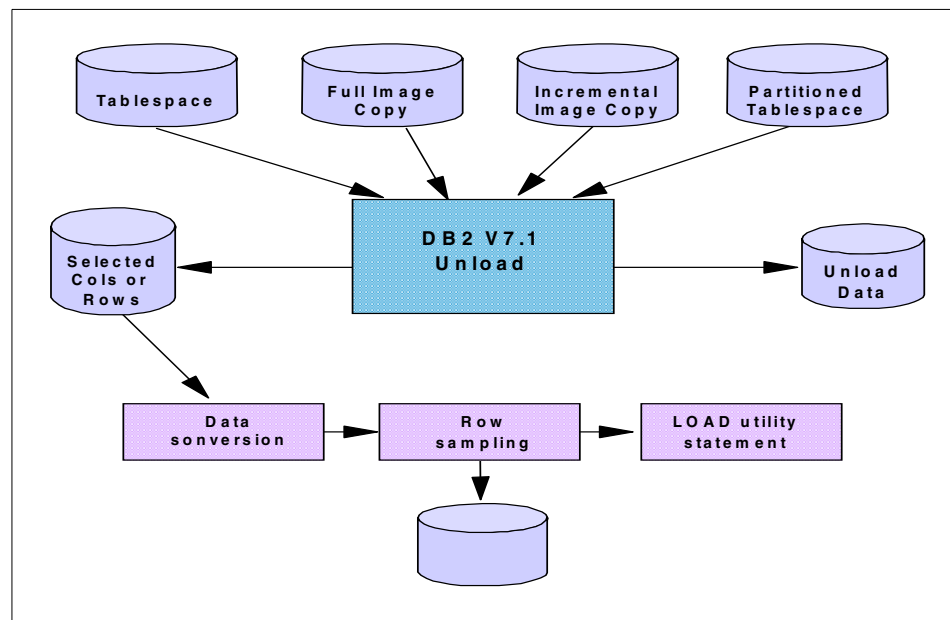 Tablespace
Full Image
Copy
Incremental
Image Copy
Partitioned
Tablespace
DB2 V7.1
Unload
Selected
Cols or
Rows
Unload
Data
Data
sonversion
Row
sampling
LOAD utility
statement